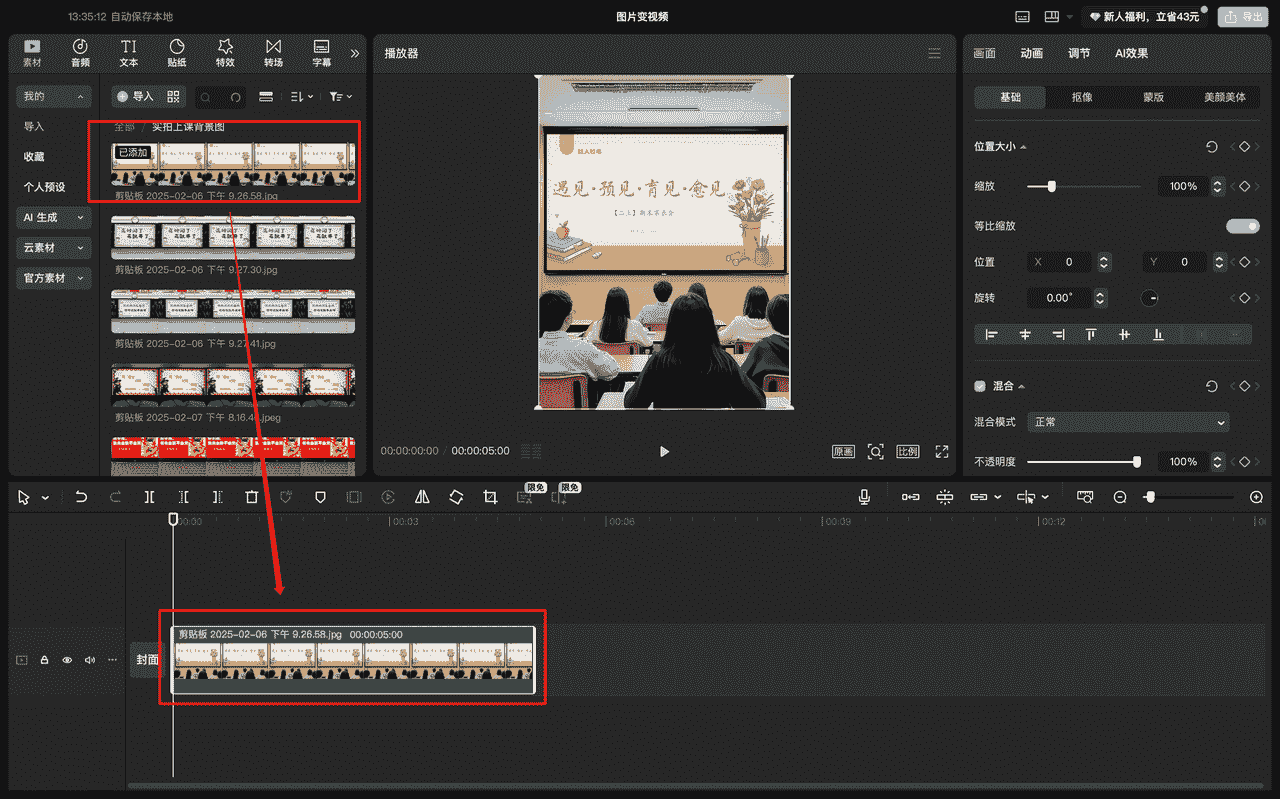 13:35:12 自动保存本地
图片变视频
新人福利，立省43元
导出
素材
音频
文本
贴纸
特效
转场
字幕
我的
导入
收藏
个人预设
AI 生成
云素材
官方素材
导入
全部 / 实拍上课背景图
已添加
剪贴板 2025-02-06 下午 9.26.58.jpg
剪贴板 2025-02-06 下午 9.27.30.jpg
剪贴板 2025-02-06 下午 9.27.41.jpg
剪贴板 2025-02-07 下午 8.16.4
.jpeg
播放器
遇见·预见·育见·愈见
【二上】期末家长会
00:00:00:00 / 00:00:05:00
原画
比例
画面
动画
调节
AI效果
基础
抠像
蒙版
美颜美体
位置大小
缩放
100%
等比缩放
位置 X 0 Y 0
旋转 0.00°
混合
混合模式 正常
不透明度 100%
限免
限免
00:00
00:03
00:06
00:09
00:12
封面
剪贴板 2025-02-06 下午 9.26.58.jpg 00:00:05:00